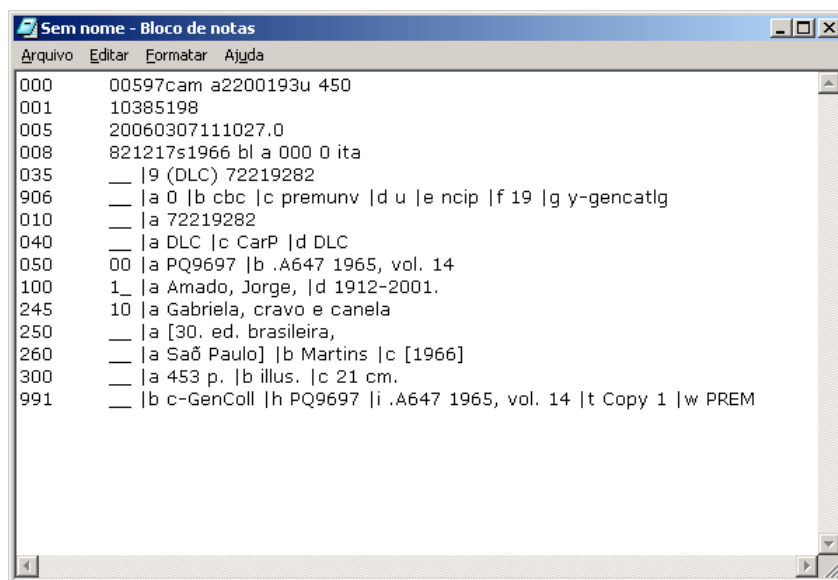 Sem nome - Bloco de notas
Arquivo Editar Formatar Ajuda
000 00597cam a2200193u 450
001 10385198
005 20060307111027.0
008 821217s1966 bl a 000 0 ita
035 __ |9 (DLC) 72219282
906 __ |a 0 |b cbc |c premunv |d u |e ncip |f 19 |g y-gencatlg
010 __ |a 72219282
040 __ |a DLC |c CarP |d DLC
050 00 |a PQ9697 |b .A647 1965, vol. 14
100 1_ |a Amado, Jorge, |d 1912-2001.
245 10 |a Gabriela, cravo e canela
250 __ |a [30. ed. brasileira,
260 __ |a Saõ Paulo] |b Martins |c [1966]
300 __ |a 453 p. |b illus. |c 21 cm.
991 __ |b c-GenColl |h PQ9697 |i .A647 1965, vol. 14 |t Copy 1 |w PREM